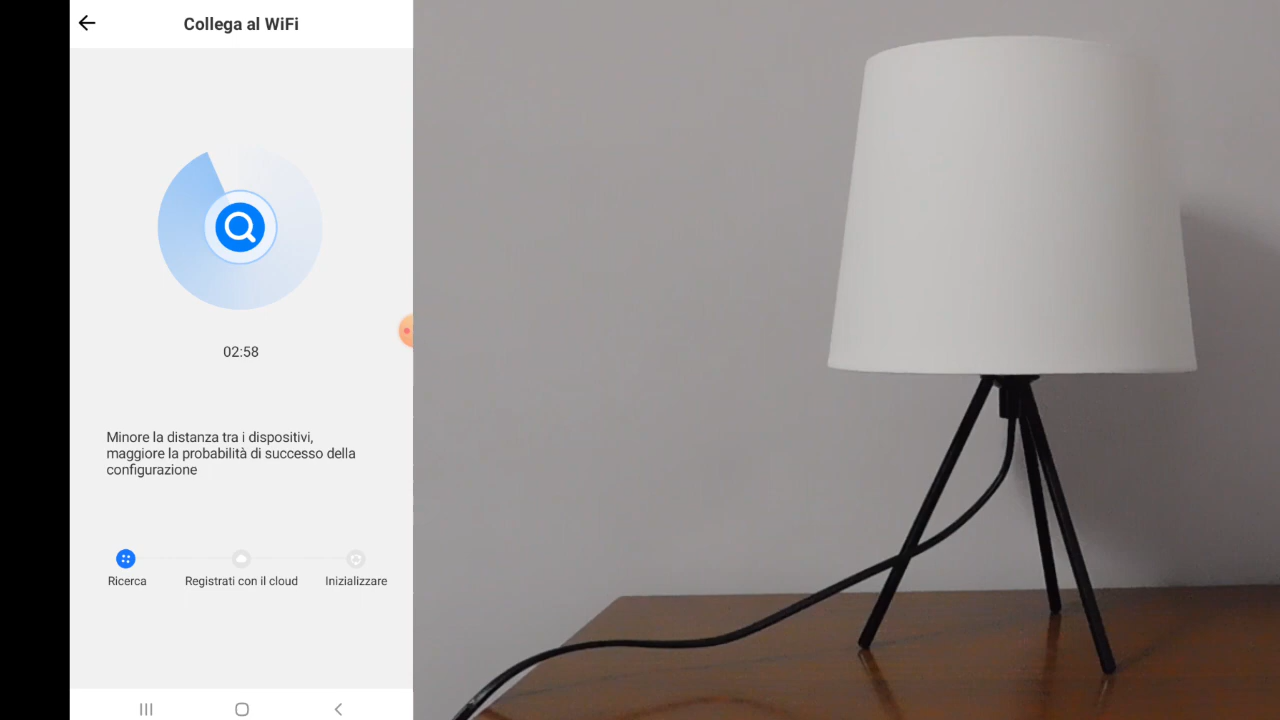 Collega al WiFi
02:58
Minore la distanza tra i dispositivi,
maggiore la probabilità di successo della
configurazione
Ricerca
Registrati con il cloud
Inizializzare